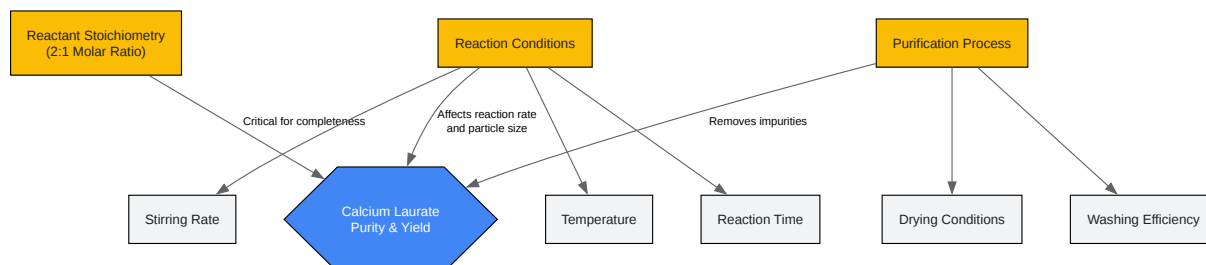 Reactant Stoichiometry
(2:1 Molar Ratio)
Reaction Conditions
Purification Process
Critical for completeness
Affects reaction rate
and particle size
Removes impurities
Stirring Rate
Calcium Laurate
Purity & Yield
Temperature
Reaction Time
Drying Conditions
Washing Efficiency